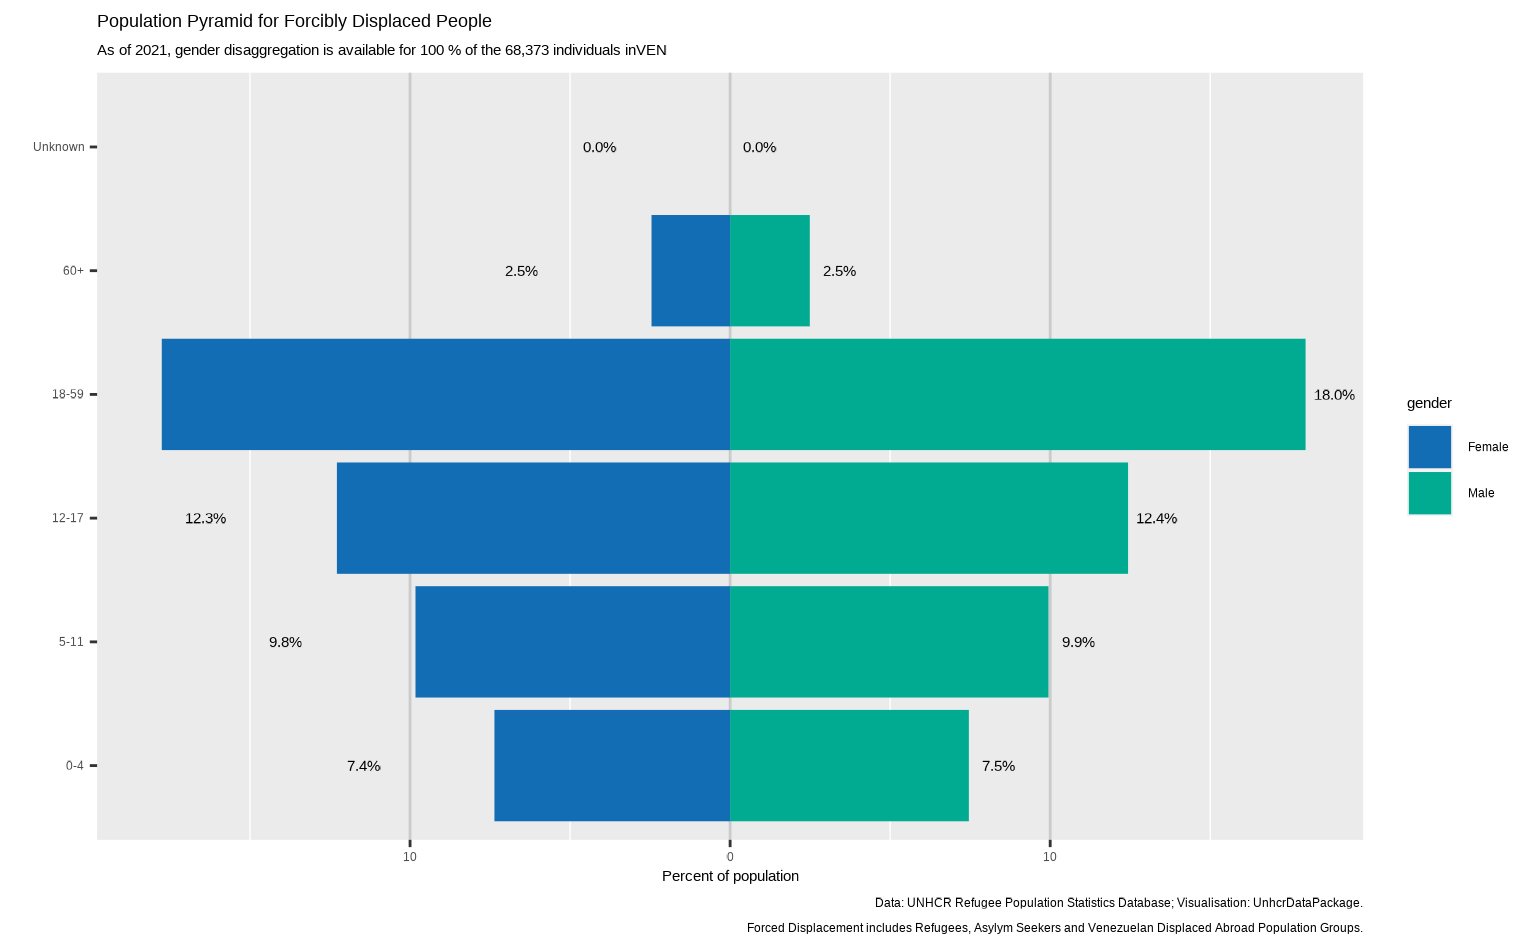 Population Pyramid for Forcibly Displaced People
As of 2021, gender disaggregation is available for 100 % of the 68,373 individuals inVEN
Unknown 0.0% 0.0%
60+ 2.5% 2.5%
18-59 18.0%
12-17 12.3% 12.4%
5-11 9.8% 9.9%
0-4 7.4% 7.5%
gender
Female
Male
10 0 10
Percent of population
Data: UNHCR Refugee Population Statistics Database; Visualisation: UnhcrDataPackage.
Forced Displacement includes Refugees, Asylym Seekers and Venezuelan Displaced Abroad Population Groups.